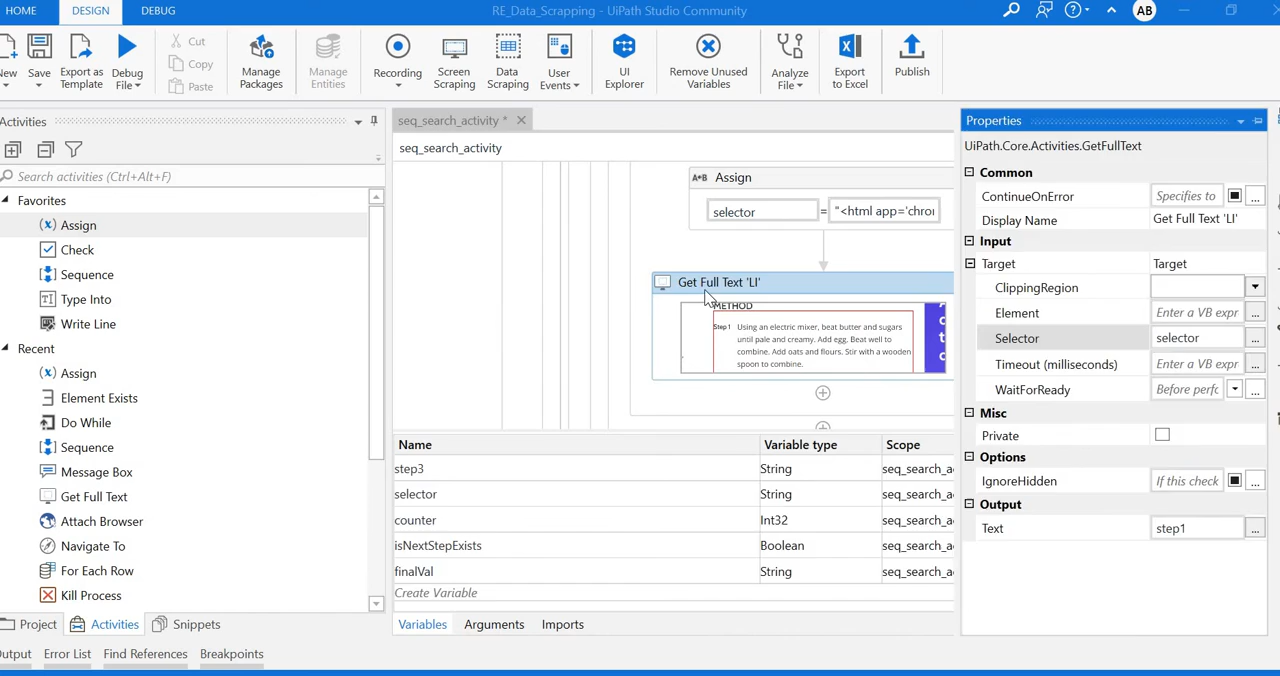 HOME DESIGN DEBUG
RE_Data_Scrapping - UiPath Studio Community
AB
New
Save
Export as Template
Debug File
Cut
Copy
Paste
Manage Packages
Manage Entities
Recording
Screen Scraping
Data Scraping
User Events
UI Explorer
Remove Unused Variables
Analyze File
Export to Excel
Publish
Activities
Search activities (Ctrl+Alt+F)
Favorites
Assign
Check
Sequence
Type Into
Write Line
Recent
Assign
Element Exists
Do While
Sequence
Message Box
Get Full Text
Attach Browser
Navigate To
For Each Row
Kill Process
Project Activities Snippets
Error List Find References Breakpoints
seq_search_activity *
seq_search_activity
A*B Assign
selector = "<html app='chror
Get Full Text 'LI'
METHOD
Step 1 Using an electric mixer, beat butter and sugars
until pale and creamy. Add egg. Beat well to
combine. Add oats and flours. Stir with a wooden
spoon to combine.
Name Variable type Scope
step3 String seq_search_a
selector String seq_search_a
counter Int32 seq_search_a
isNextStepExists Boolean seq_search_a
finalVal String seq_search_a
Create Variable
Variables Arguments Imports
Properties
UiPath.Core.Activities.GetFullText
Common
ContinueOnError Specifies to ...
Display Name Get Full Text 'LI'
Input
Target Target
ClippingRegion
Element Enter a VB expr ...
Selector selector ...
Timeout (milliseconds) Enter a VB expr ...
WaitForReady Before perfc ...
Misc
Private
Options
IgnoreHidden If this check ...
Output
Text step1 ...